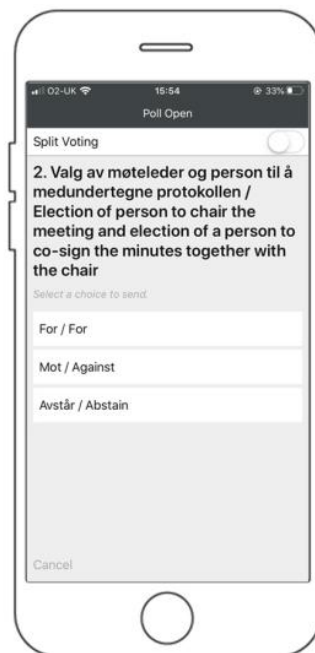 O2-UK 15:54 33%
Poll Open
Split Voting
2. Valg av møteleder og person til å
medundertegne protokollen /
Election of person to chair the
meeting and election of a person to
co-sign the minutes together with
the chair
Select a choice to send.
For / For
Mot / Against
Avstår / Abstain
Cancel